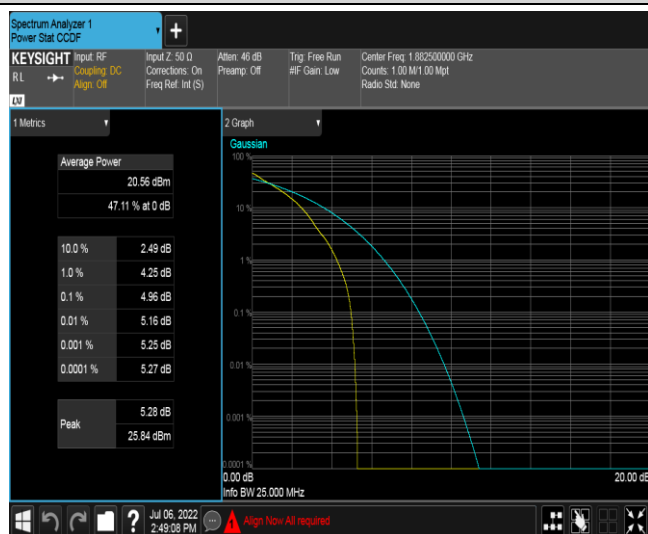 Spectrum Analyzer 1
Power Stat CCDF
+
KEYSIGHT
RL
LXI
Input: RF
Coupling: DC
Align: Off
Input Z: 50 Ω
Corrections: On
Freq Ref: Int (S)
Atten: 46 dB
Preamp: Off
Trig: Free Run
#IF Gain: Low
Center Freq: 1.882500000 GHz
Counts: 1.00 M/1.00 Mpt
Radio Std: None
1 Metrics
Average Power
20.56 dBm
47.11 % at 0 dB
10.0 % 2.49 dB
1.0 % 4.25 dB
0.1 % 4.96 dB
0.01 % 5.16 dB
0.001 % 5.25 dB
0.0001 % 5.27 dB
Peak
5.28 dB
25.84 dBm
2 Graph
Gaussian
100 %
10 %
1 %
0.1 %
0.01 %
0.001 %
0.0001 %
0.00 dB 20.00 dB
Info BW 25.000 MHz
?
Jul 06, 2022
2:49:08 PM
Align Now All required